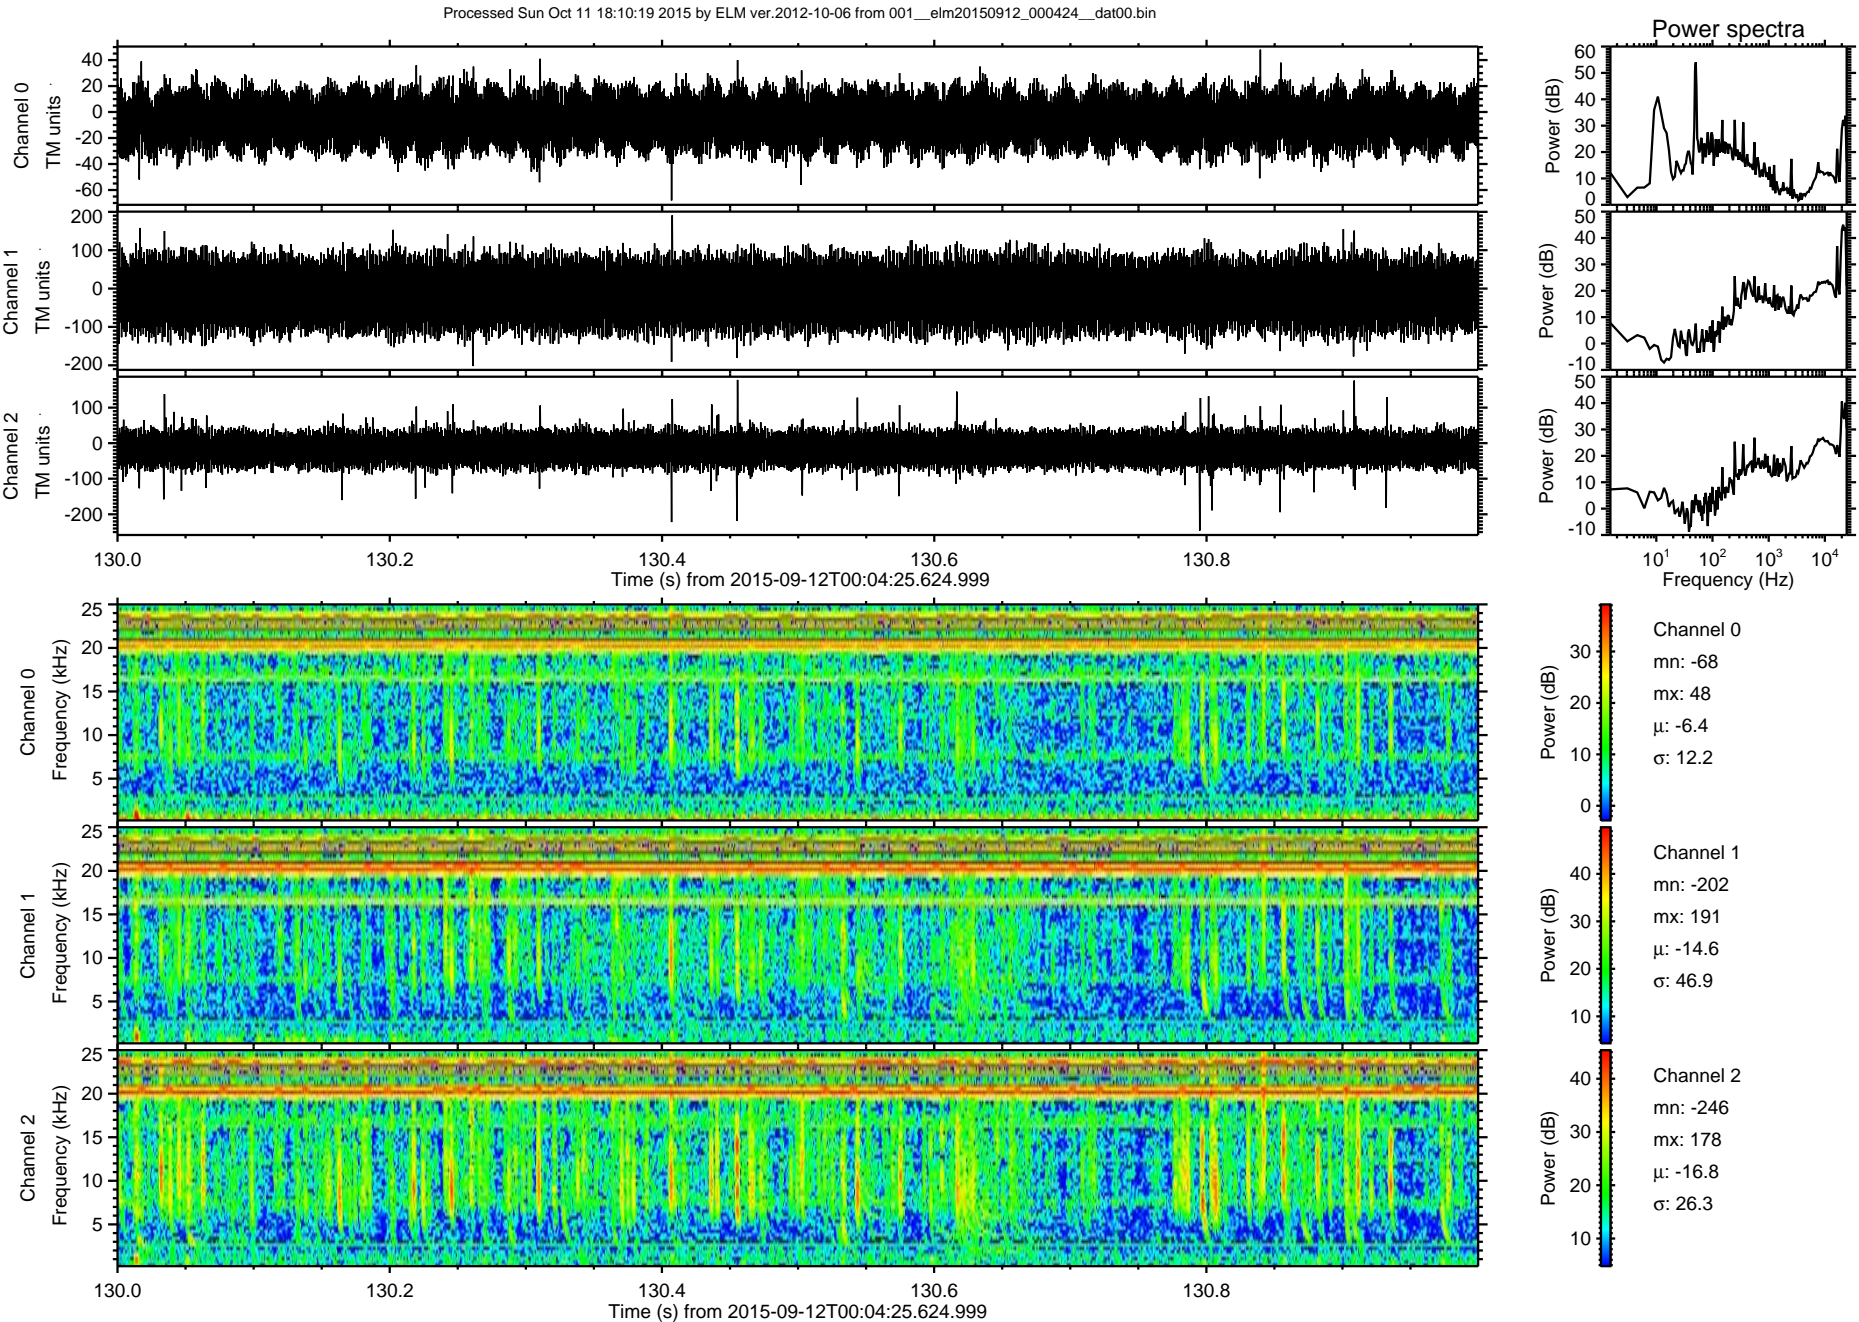 Processed Sun Oct 11 18:10:19 2015 by ELM ver.2012-10-06 from 001__elm20150912_000424__dat00.bin
Power spectra
Channel 0
TM units
40
20
0
-20
-40
-60
Power (dB)
60
50
40
30
20
10
0
Channel 1
TM units
200
100
0
-100
-200
Power (dB)
50
40
30
20
10
0
-10
Channel 2
TM units
100
0
-100
-200
Power (dB)
50
40
30
20
10
0
-10
130.0 130.2 130.4 130.6 130.8
Time (s) from 2015-09-12T00:04:25.624.999
10¹ 10² 10³ 10⁴
Frequency (Hz)
Channel 0
Frequency (kHz)
25
20
15
10
5
Power (dB)
30
20
10
0
Channel 0
mn: -68
mx: 48
μ: -6.4
σ: 12.2
Channel 1
Frequency (kHz)
25
20
15
10
5
Power (dB)
40
30
20
10
Channel 1
mn: -202
mx: 191
μ: -14.6
σ: 46.9
Channel 2
Frequency (kHz)
25
20
15
10
5
Power (dB)
40
30
20
10
Channel 2
mn: -246
mx: 178
μ: -16.8
σ: 26.3
130.0 130.2 130.4 130.6 130.8
Time (s) from 2015-09-12T00:04:25.624.999